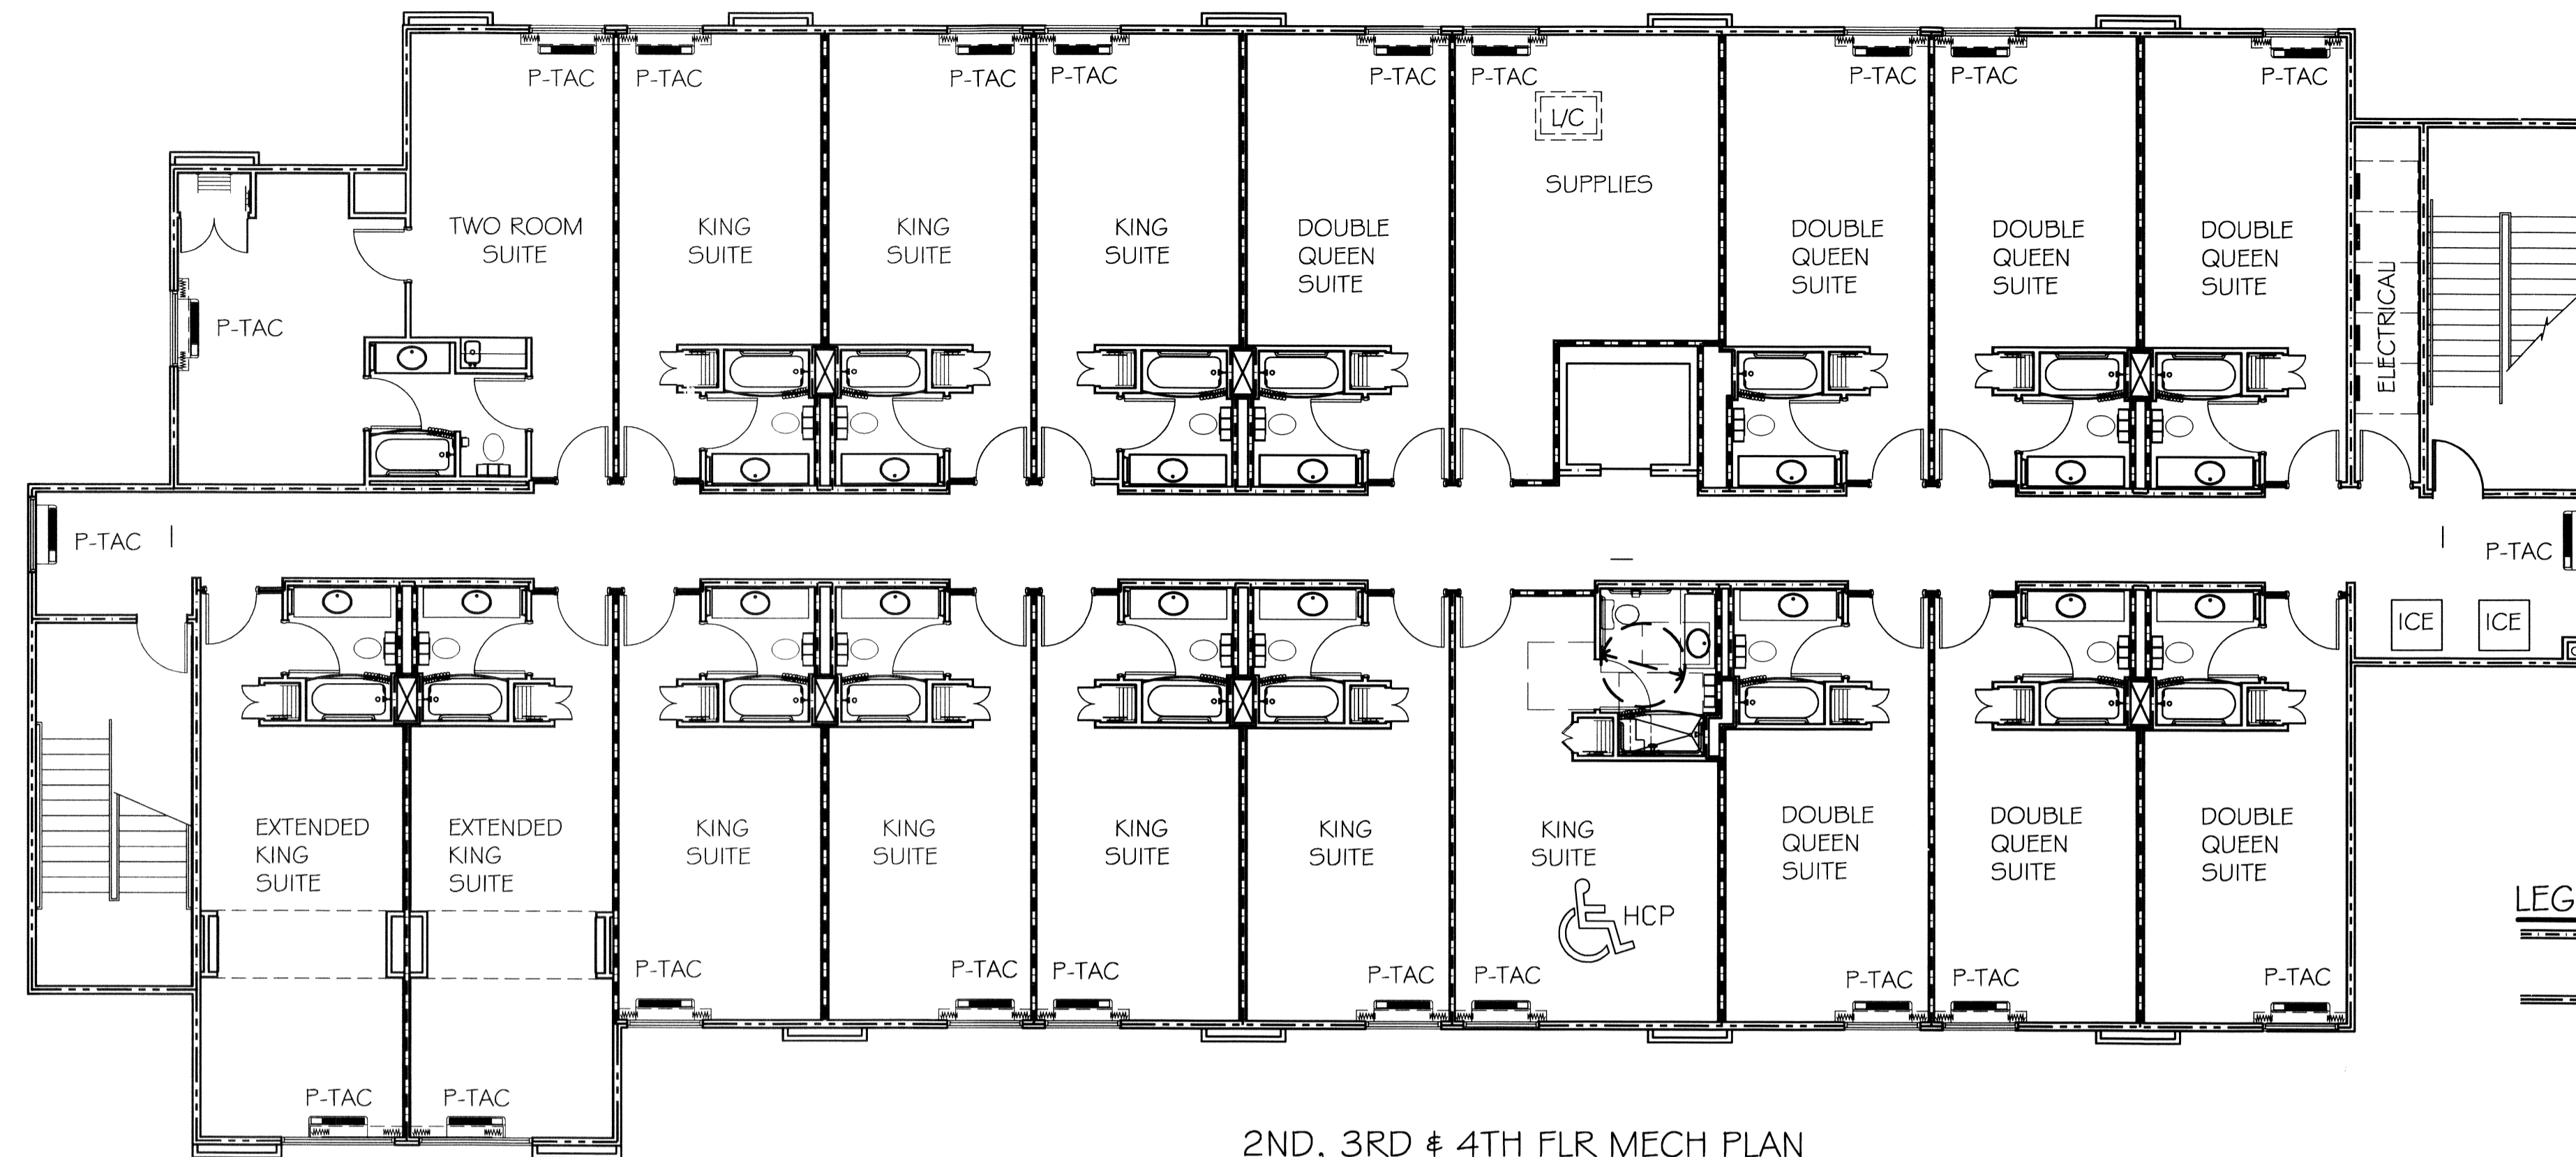 P-TAC
P-TAC
P-TAC
P-TAC
P-TAC
P-TAC
P-TAC
P-TAC
P-TAC
L/C
SUPPLIES
TWO ROOM
SUITE
KING
SUITE
KING
SUITE
KING
SUITE
DOUBLE
QUEEN
SUITE
DOUBLE
QUEEN
SUITE
DOUBLE
QUEEN
SUITE
DOUBLE
QUEEN
SUITE
ELECTRICAL
P-TAC
P-TAC
P-TAC
ICE
ICE
EXTENDED
KING
SUITE
EXTENDED
KING
SUITE
KING
SUITE
KING
SUITE
KING
SUITE
KING
SUITE
KING
SUITE
HCP
DOUBLE
QUEEN
SUITE
DOUBLE
QUEEN
SUITE
DOUBLE
QUEEN
SUITE
LEG
P-TAC
P-TAC
P-TAC
P-TAC
P-TAC
P-TAC
P-TAC
P-TAC
P-TAC
P-TAC
2ND, 3RD & 4TH FLR MECH PLAN